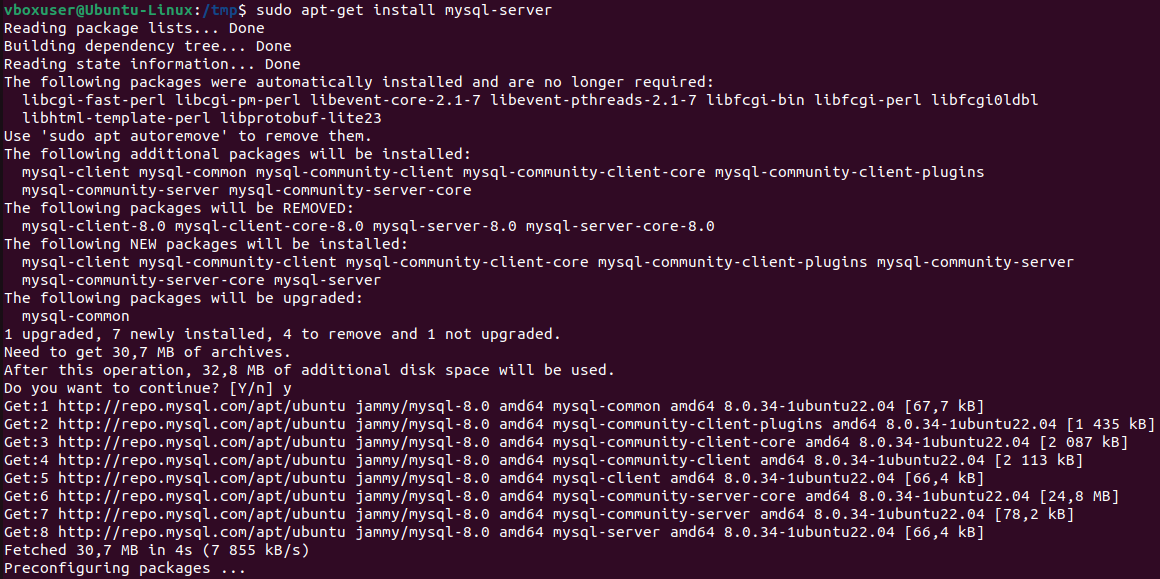 vboxuser@Ubuntu-Linux:/tmp$ sudo apt-get install mysql-server
Reading package lists... Done
Building dependency tree... Done
Reading state information... Done
The following packages were automatically installed and are no longer required:
  libcgi-fast-perl libcgi-pm-perl libevent-core-2.1-7 libevent-pthreads-2.1-7 libfcgi-bin libfcgi-perl libfcgi0ldbl
  libhtml-template-perl libprotobuf-lite23
Use 'sudo apt autoremove' to remove them.
The following additional packages will be installed:
  mysql-client mysql-common mysql-community-client mysql-community-client-core mysql-community-client-plugins
  mysql-community-server mysql-community-server-core
The following packages will be REMOVED:
  mysql-client-8.0 mysql-client-core-8.0 mysql-server-8.0 mysql-server-core-8.0
The following NEW packages will be installed:
  mysql-client mysql-community-client mysql-community-client-core mysql-community-client-plugins mysql-community-server
  mysql-community-server-core mysql-server
The following packages will be upgraded:
  mysql-common
1 upgraded, 7 newly installed, 4 to remove and 1 not upgraded.
Need to get 30,7 MB of archives.
After this operation, 32,8 MB of additional disk space will be used.
Do you want to continue? [Y/n] y
Get:1 http://repo.mysql.com/apt/ubuntu jammy/mysql-8.0 amd64 mysql-common amd64 8.0.34-1ubuntu22.04 [67,7 kB]
Get:2 http://repo.mysql.com/apt/ubuntu jammy/mysql-8.0 amd64 mysql-community-client-plugins amd64 8.0.34-1ubuntu22.04 [1 435 kB]
Get:3 http://repo.mysql.com/apt/ubuntu jammy/mysql-8.0 amd64 mysql-community-client-core amd64 8.0.34-1ubuntu22.04 [2 087 kB]
Get:4 http://repo.mysql.com/apt/ubuntu jammy/mysql-8.0 amd64 mysql-community-client amd64 8.0.34-1ubuntu22.04 [2 113 kB]
Get:5 http://repo.mysql.com/apt/ubuntu jammy/mysql-8.0 amd64 mysql-client amd64 8.0.34-1ubuntu22.04 [66,4 kB]
Get:6 http://repo.mysql.com/apt/ubuntu jammy/mysql-8.0 amd64 mysql-community-server-core amd64 8.0.34-1ubuntu22.04 [24,8 MB]
Get:7 http://repo.mysql.com/apt/ubuntu jammy/mysql-8.0 amd64 mysql-community-server amd64 8.0.34-1ubuntu22.04 [78,2 kB]
Get:8 http://repo.mysql.com/apt/ubuntu jammy/mysql-8.0 amd64 mysql-server amd64 8.0.34-1ubuntu22.04 [66,4 kB]
Fetched 30,7 MB in 4s (7 855 kB/s)
Preconfiguring packages ...